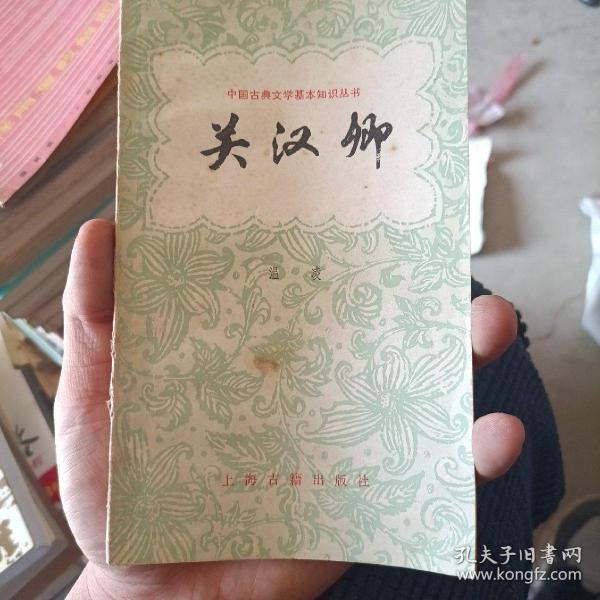 中国古典文学基本知识丛书
关汉卿
温凌
上海古籍出版社
孔夫子旧书网
www.kongfz.com